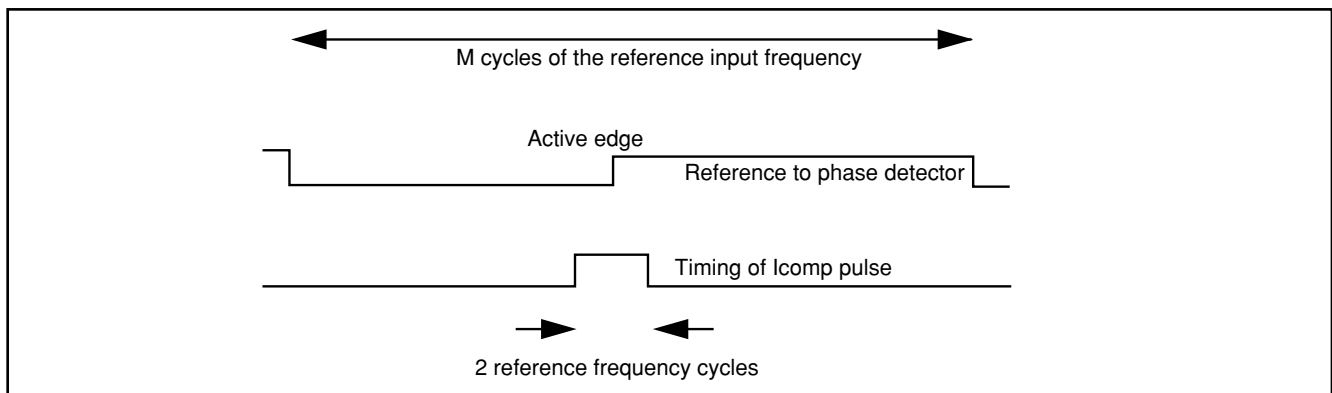 M cycles of the reference input frequency
Active edge
Reference to phase detector
Timing of Icomp pulse
2 reference frequency cycles